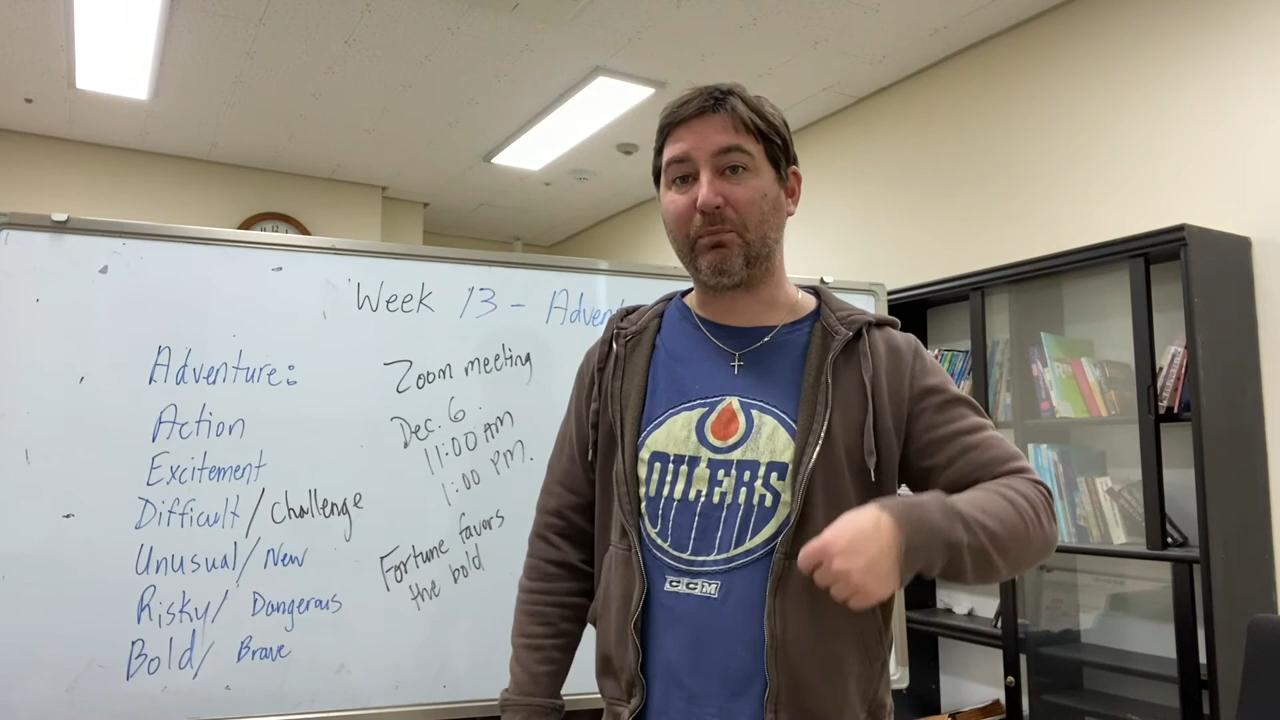 Week 13 - Adven
Adventure:
Action
Excitement
Difficult/challenge
Unusual/New
Risky/ Dangerous
Bold/ Brave
Zoom meeting
Dec. 6
11:00 AM
1:00 PM.
Fortune favors
the bold
OILERS
CCM